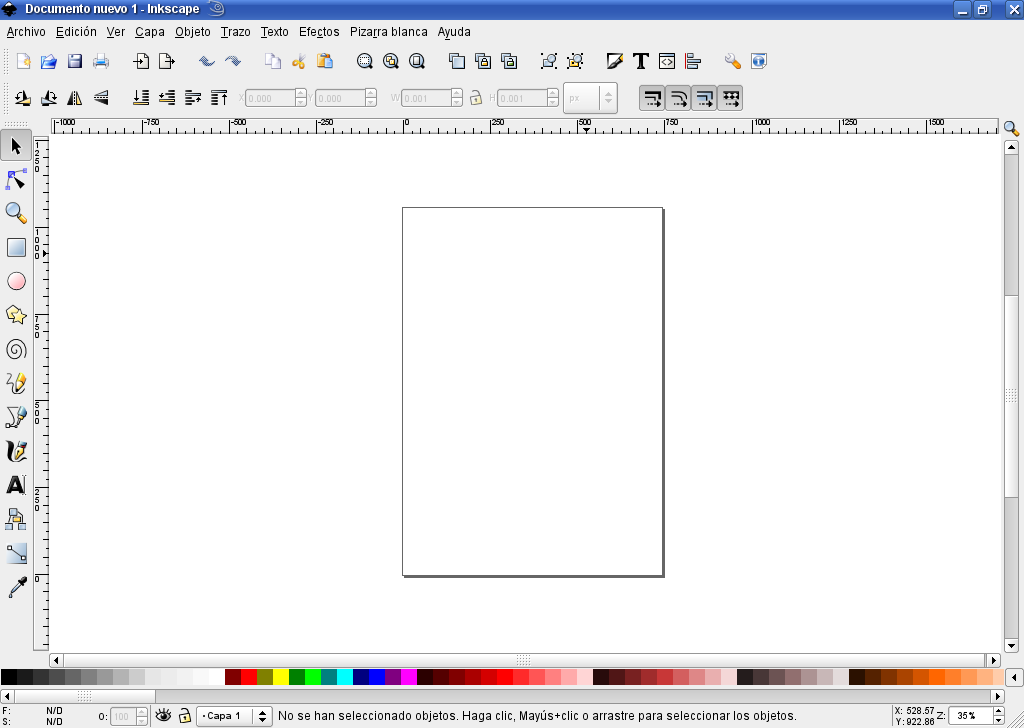 Documento nuevo 1 - Inkscape
Archivo Edición Ver Capa Objeto Trazo Texto Efectos Pizarra blanca Ayuda
X 0.000 Y 0.000 W 0.001 H 0.001 px
-1000 -750 -500 -250 0 250 500 750 1000 1250 1500
1250
1000
750
500
250
0
F: N/D
S: N/D
O: 100
·Capa 1
No se han seleccionado objetos. Haga clic, Mayús+clic o arrastre para seleccionar los objetos.
X: 528.57
Y: 922.86
Z: 35%